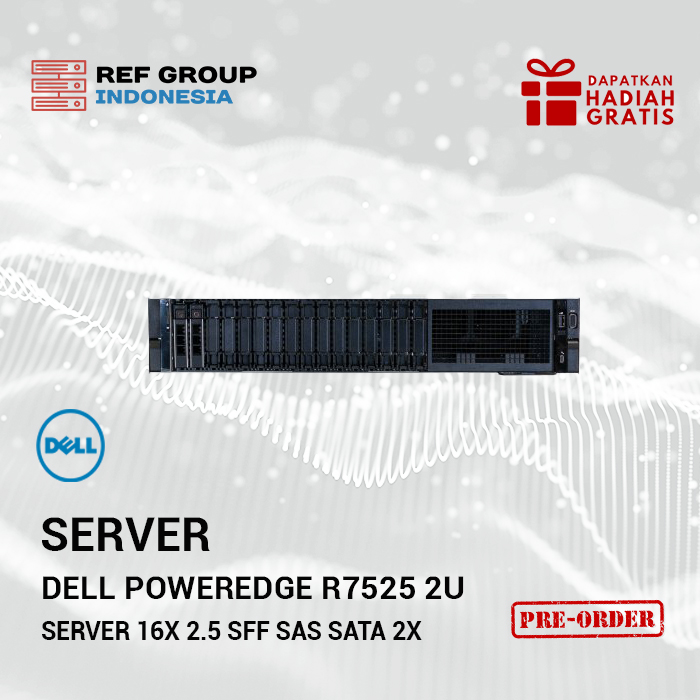 REF GROUP
INDONESIA
DAPATKAN
HADIAH
GRATIS
DELL
SERVER
DELL POWEREDGE R7525 2U
SERVER 16X 2.5 SFF SAS SATA 2X
PRE-ORDER